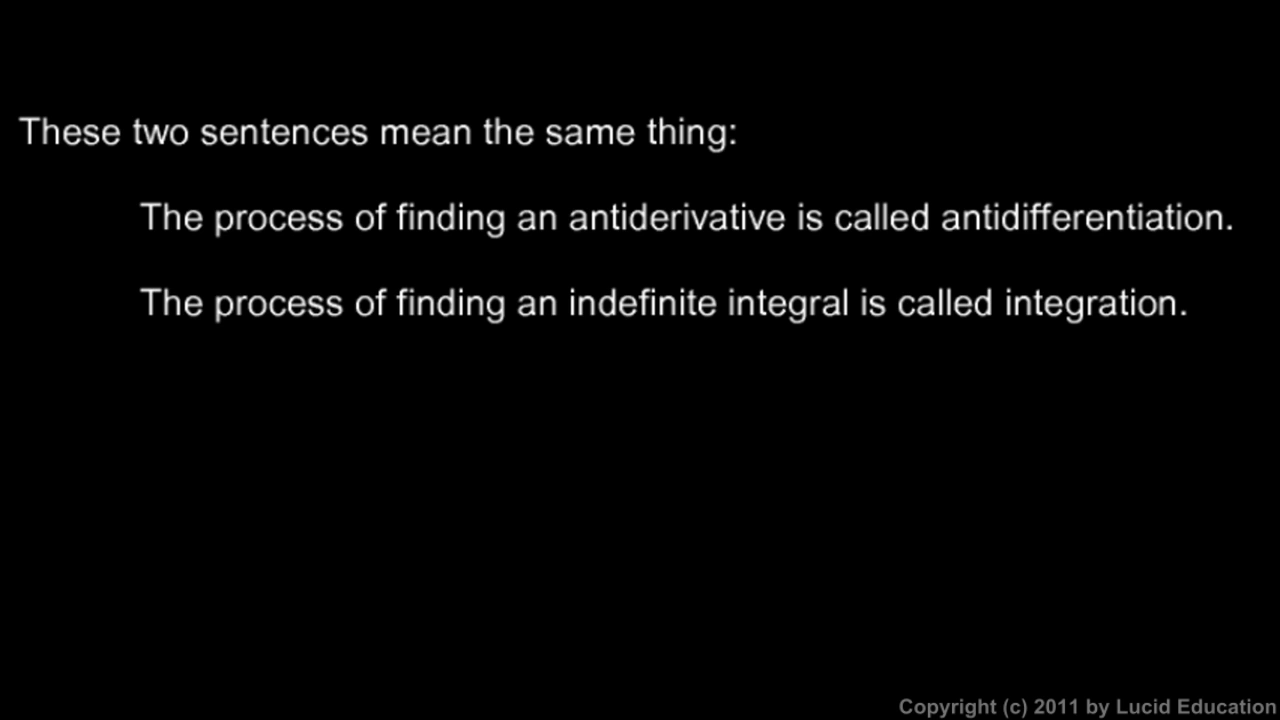 These two sentences mean the same thing:
The process of finding an antiderivative is called antidifferentiation.
The process of finding an indefinite integral is called integration.
Copyright (c) 2011 by Lucid Education